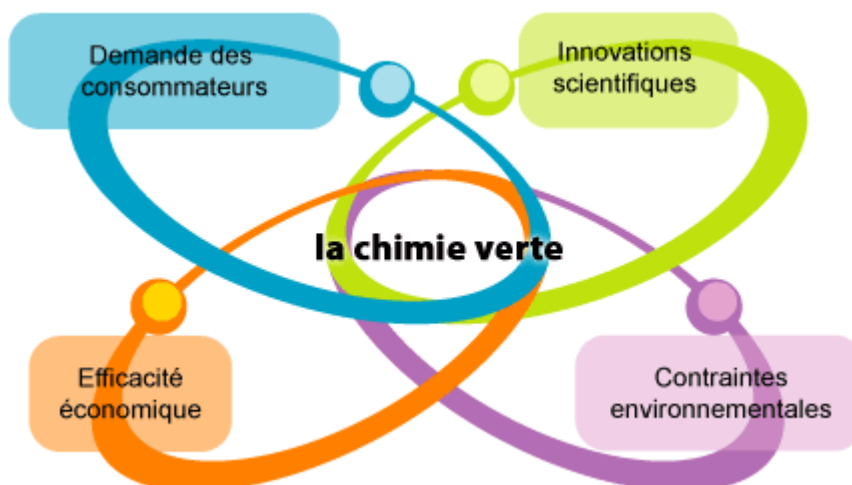 Demande des
consommateurs
Innovations
scientifiques
la chimie verte
Efficacité
économique
Contraintes
environnementales